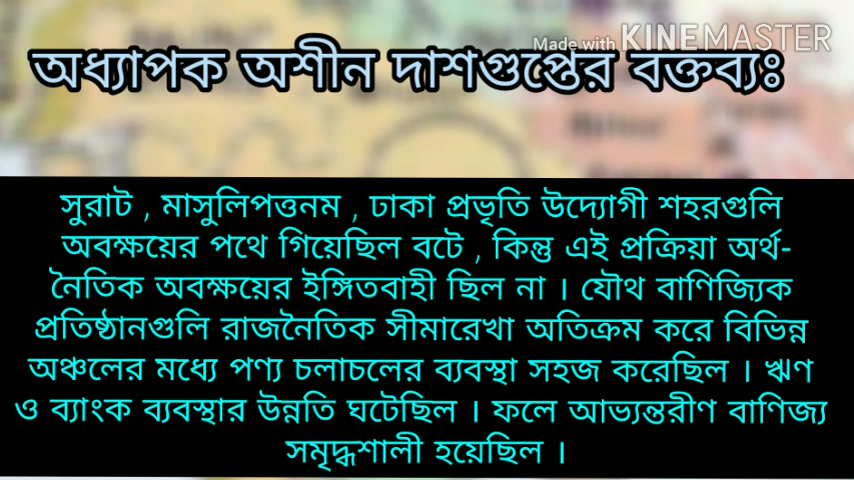 Made with KINEMASTER
অধ্যাপক অশীন দাশগুপ্তের বক্তব্যঃ
সুরাট , মাসুলিপত্তনম , ঢাকা প্রভৃতি উদ্যোগী শহরগুলি
অবক্ষয়ের পথে গিয়েছিল বটে , কিন্তু এই প্রক্রিয়া অর্থ-
নৈতিক অবক্ষয়ের ইঙ্গিতবাহী ছিল না । যৌথ বাণিজ্যিক
প্রতিষ্ঠানগুলি রাজনৈতিক সীমারেখা অতিক্রম করে বিভিন্ন
অঞ্চলের মধ্যে পণ্য চলাচলের ব্যবস্থা সহজ করেছিল । ঋণ
ও ব্যাংক ব্যবস্থার উন্নতি ঘটেছিল । ফলে আভ্যন্তরীণ বাণিজ্য
সমৃদ্ধশালী হয়েছিল ।